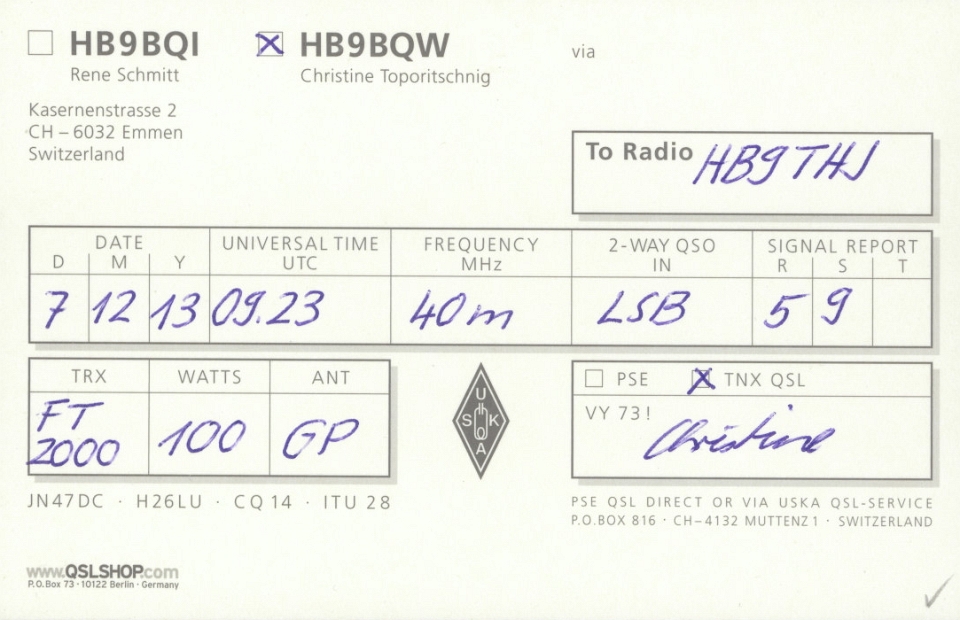 HB9BQI
Rene Schmitt
HB9BQW
Christine Toporitschnig
via
Kasernenstrasse 2
CH – 6032 Emmen
Switzerland
To Radio HB9THJ
DATE UNIVERSAL TIME FREQUENCY 2-WAY QSO SIGNAL REPORT
D M Y UTC MHz IN R S T
7 12 13 09.23 40m LSB 5 9
TRX WATTS ANT
FT 2000 100 GP
USKA
PSE TNX QSL
VY 73!
Christine
JN47DC · H26LU · CQ 14 · ITU 28
PSE QSL DIRECT OR VIA USKA QSL-SERVICE
P.O.BOX 816 · CH–4132 MUTTENZ 1 · SWITZERLAND
www.QSLSHOP.com
P.O.Box 73 · 10122 Berlin · Germany